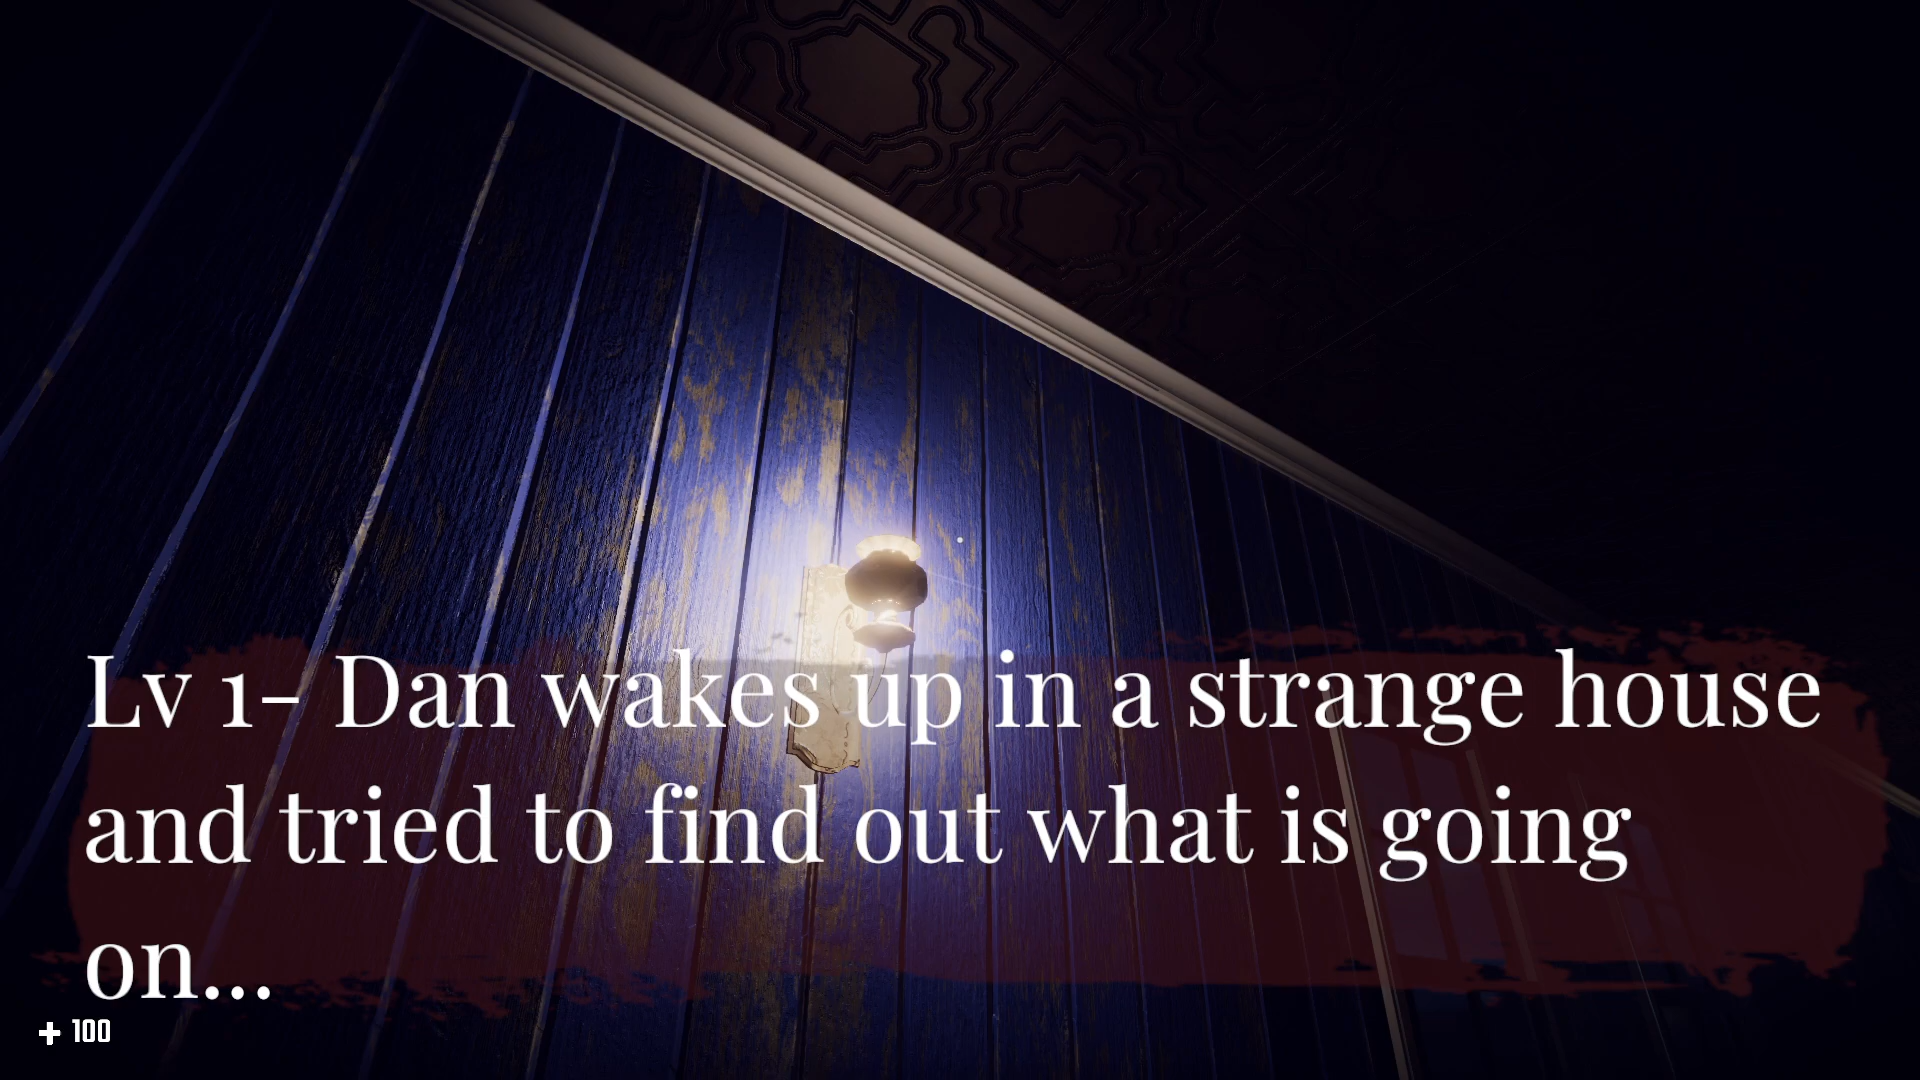 Lv 1- Dan wakes up in a strange house
and tried to find out what is going
on...
+ 100